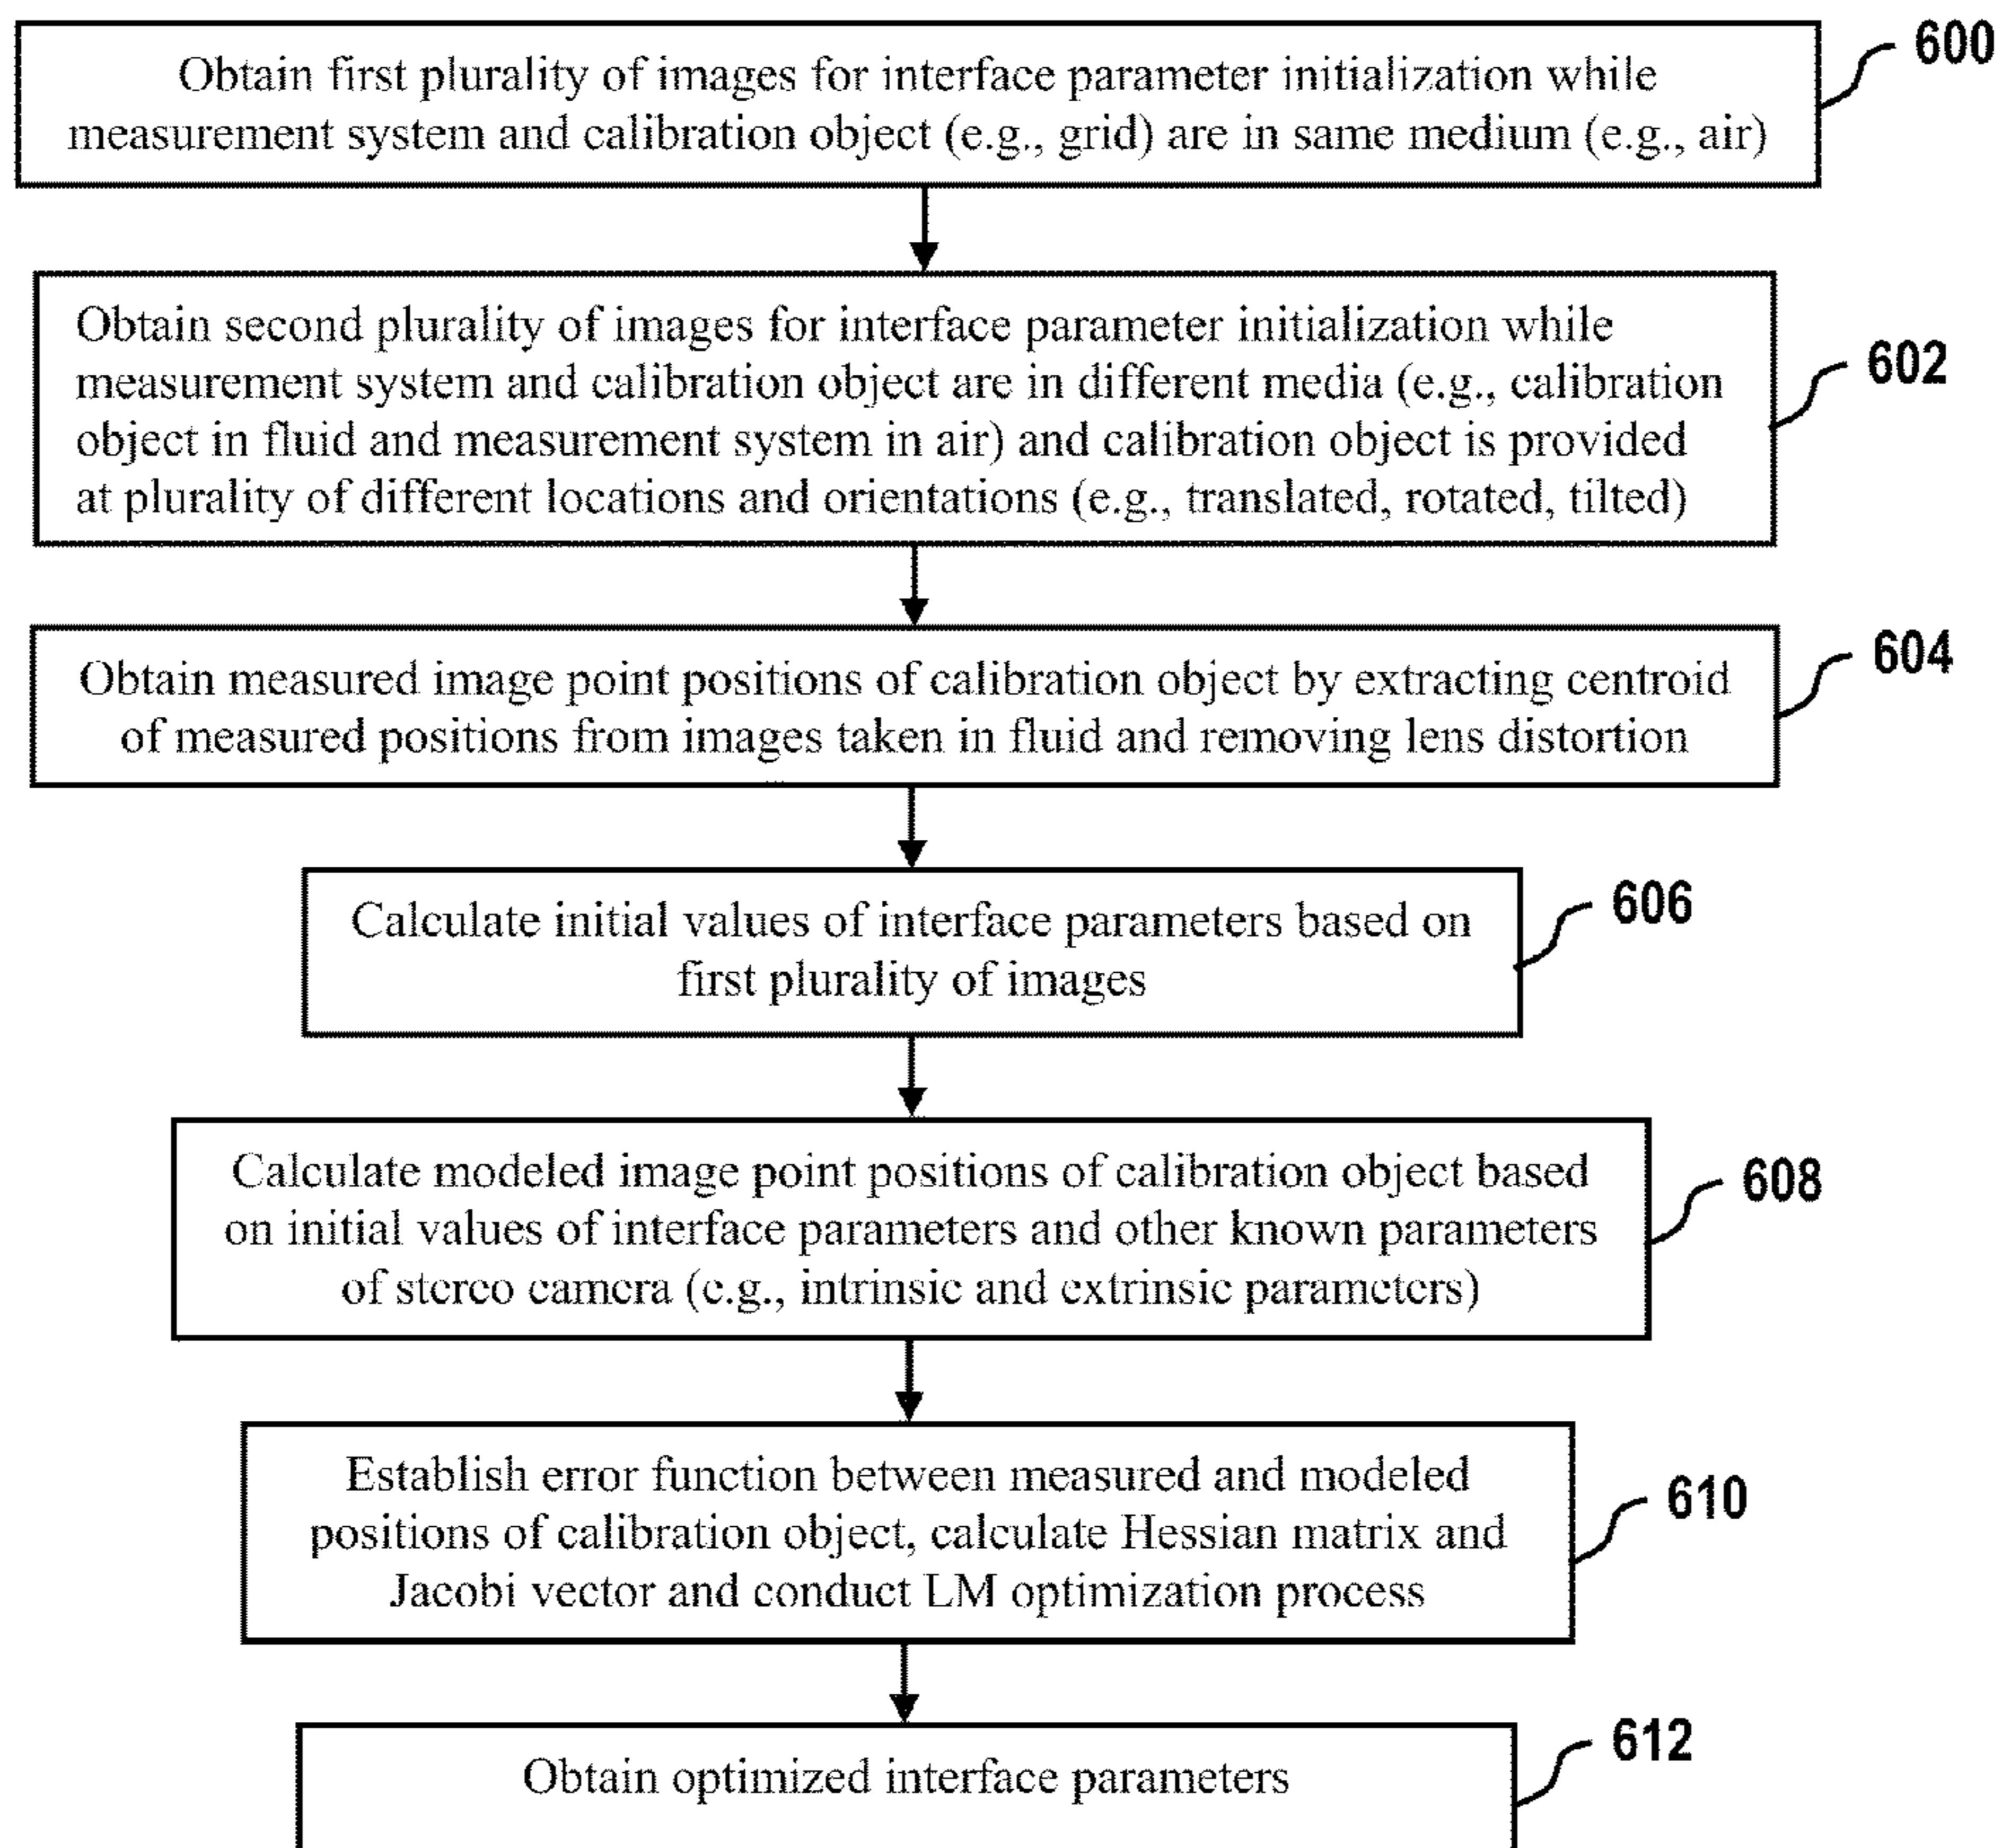 600
Obtain first plurality of images for interface parameter initialization while
measurement system and calibration object (e.g., grid) are in same medium (e.g., air)
602
Obtain second plurality of images for interface parameter initialization while
measurement system and calibration object are in different media (e.g., calibration
object in fluid and measurement system in air) and calibration object is provided
at plurality of different locations and orientations (e.g., translated, rotated, tilted)
604
Obtain measured image point positions of calibration object by extracting centroid
of measured positions from images taken in fluid and removing lens distortion
606
Calculate initial values of interface parameters based on
first plurality of images
608
Calculate modeled image point positions of calibration object based
on initial values of interface parameters and other known parameters
of stereo camera (e.g., intrinsic and extrinsic parameters)
610
Establish error function between measured and modeled
positions of calibration object, calculate Hessian matrix and
Jacobi vector and conduct LM optimization process
612
Obtain optimized interface parameters